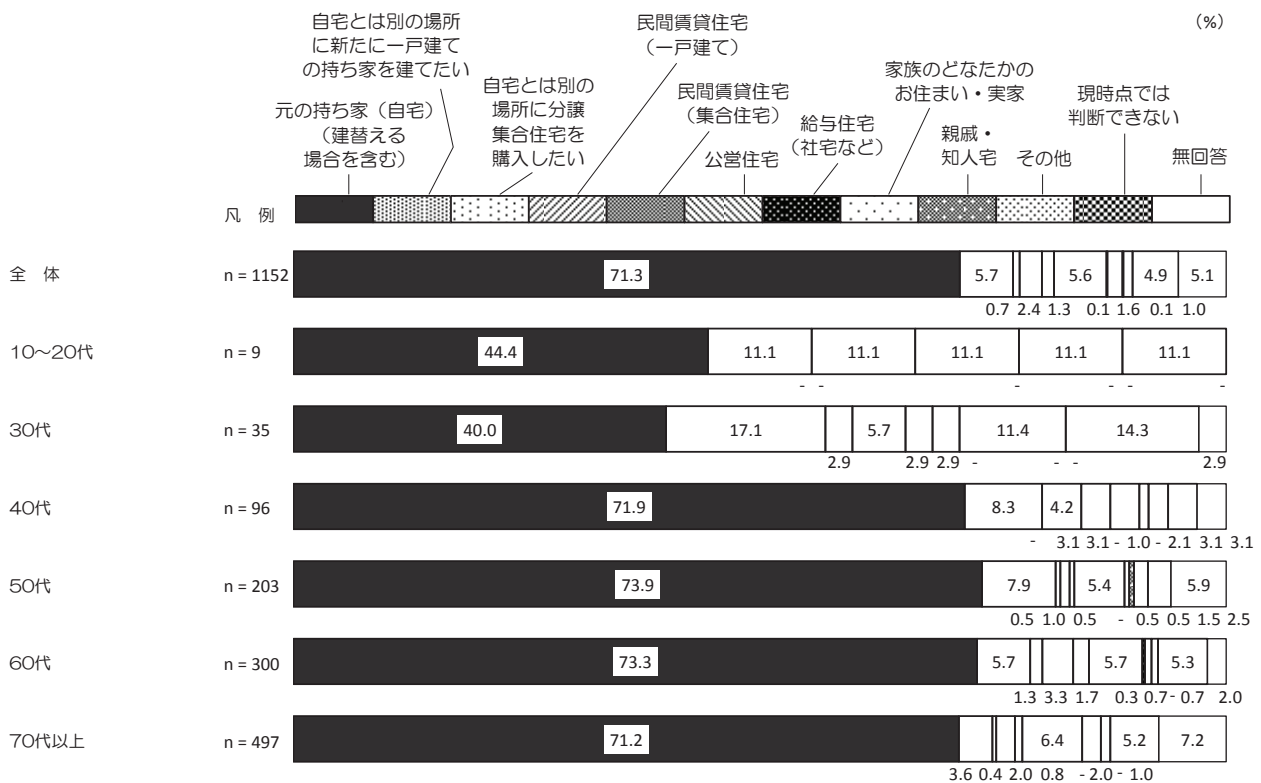 (%)
自宅とは別の場所
に新たに一戸建て
の持ち家を建てたい
民間賃貸住宅
(一戸建て)
元の持ち家（自宅）
（建替える
場合を含む）
自宅とは別の
場所に分譲
集合住宅を
購入したい
民間賃貸住宅
(集合住宅)
公営住宅
給与住宅
(社宅など)
家族のどなたかの
お住まい・実家
親戚・
知人宅
その他
現時点では
判断できない
無回答
凡 例
全 体 n = 1152 71.3 5.7 5.6 4.9 5.1
0.7 2.4 1.3 0.1 1.6 0.1 1.0
10～20代 n = 9 44.4 11.1 11.1 11.1 11.1 11.1
- - - - - -
30代 n = 35 40.0 17.1 5.7 11.4 14.3
2.9 2.9 2.9 - - - 2.9
40代 n = 96 71.9 8.3 4.2
- 3.1 3.1 - 1.0 - 2.1 3.1 3.1
50代 n = 203 73.9 7.9 5.4 5.9
0.5 1.0 0.5 - 0.5 0.5 1.5 2.5
60代 n = 300 73.3 5.7 5.7 5.3
1.3 3.3 1.7 0.3 0.7 - 0.7 2.0
70代以上 n = 497 71.2 6.4 5.2 7.2
3.6 0.4 2.0 0.8 - 2.0 - 1.0